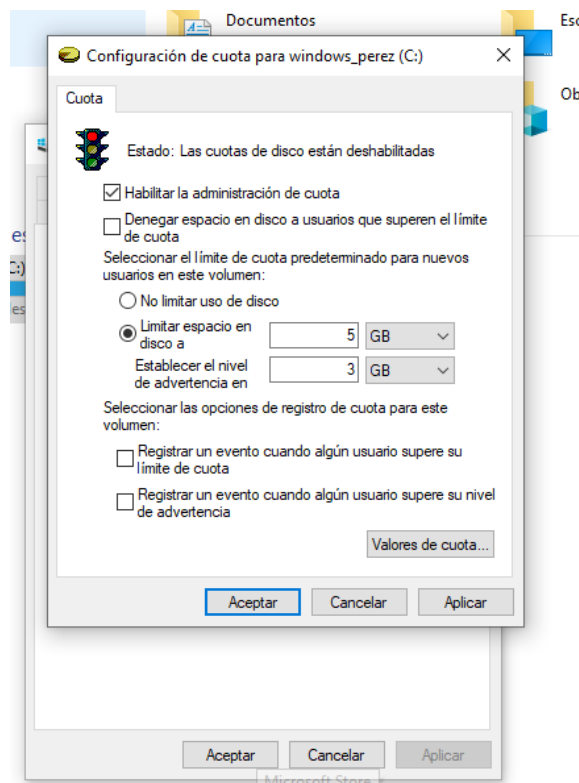 Documentos
Esc
Configuración de cuota para windows_perez (C:)
Ob
Cuota
Estado: Las cuotas de disco están deshabilitadas
Habilitar la administración de cuota
Denegar espacio en disco a usuarios que superen el límite
de cuota
es
C:)
es
Seleccionar el límite de cuota predeterminado para nuevos
usuarios en este volumen:
No limitar uso de disco
Limitar espacio en
disco a
5 GB
Establecer el nivel
de advertencia en
3 GB
Seleccionar las opciones de registro de cuota para este
volumen:
Registrar un evento cuando algún usuario supere su
límite de cuota
Registrar un evento cuando algún usuario supere su nivel
de advertencia
Valores de cuota...
Aceptar Cancelar Aplicar
Aceptar Cancelar Aplicar
Microsoft Store